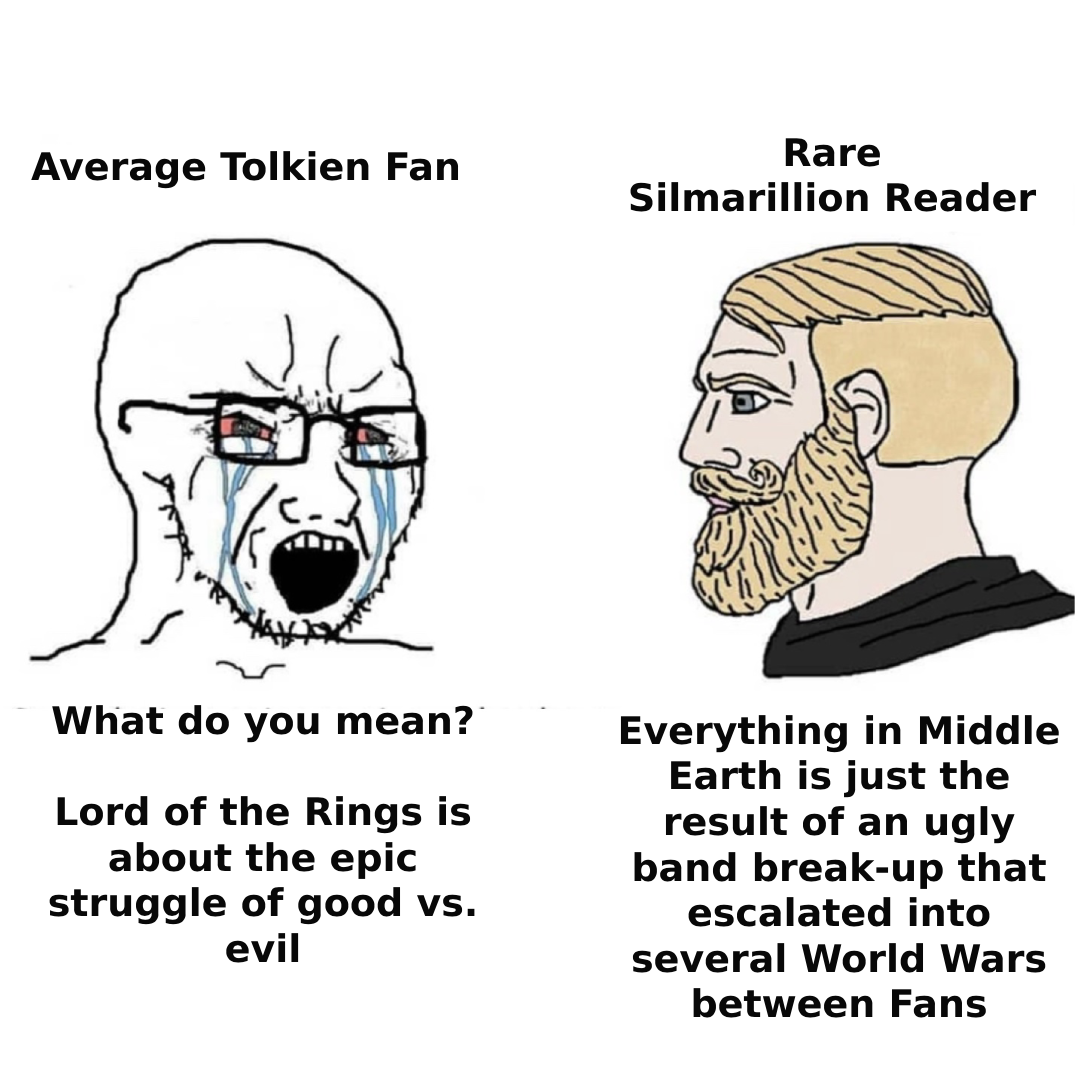 Average Tolkien Fan
Rare
Silmarillion Reader
What do you mean?
Lord of the Rings is
about the epic
struggle of good vs.
evil
Everything in Middle
Earth is just the
result of an ugly
band break-up that
escalated into
several World Wars
between Fans